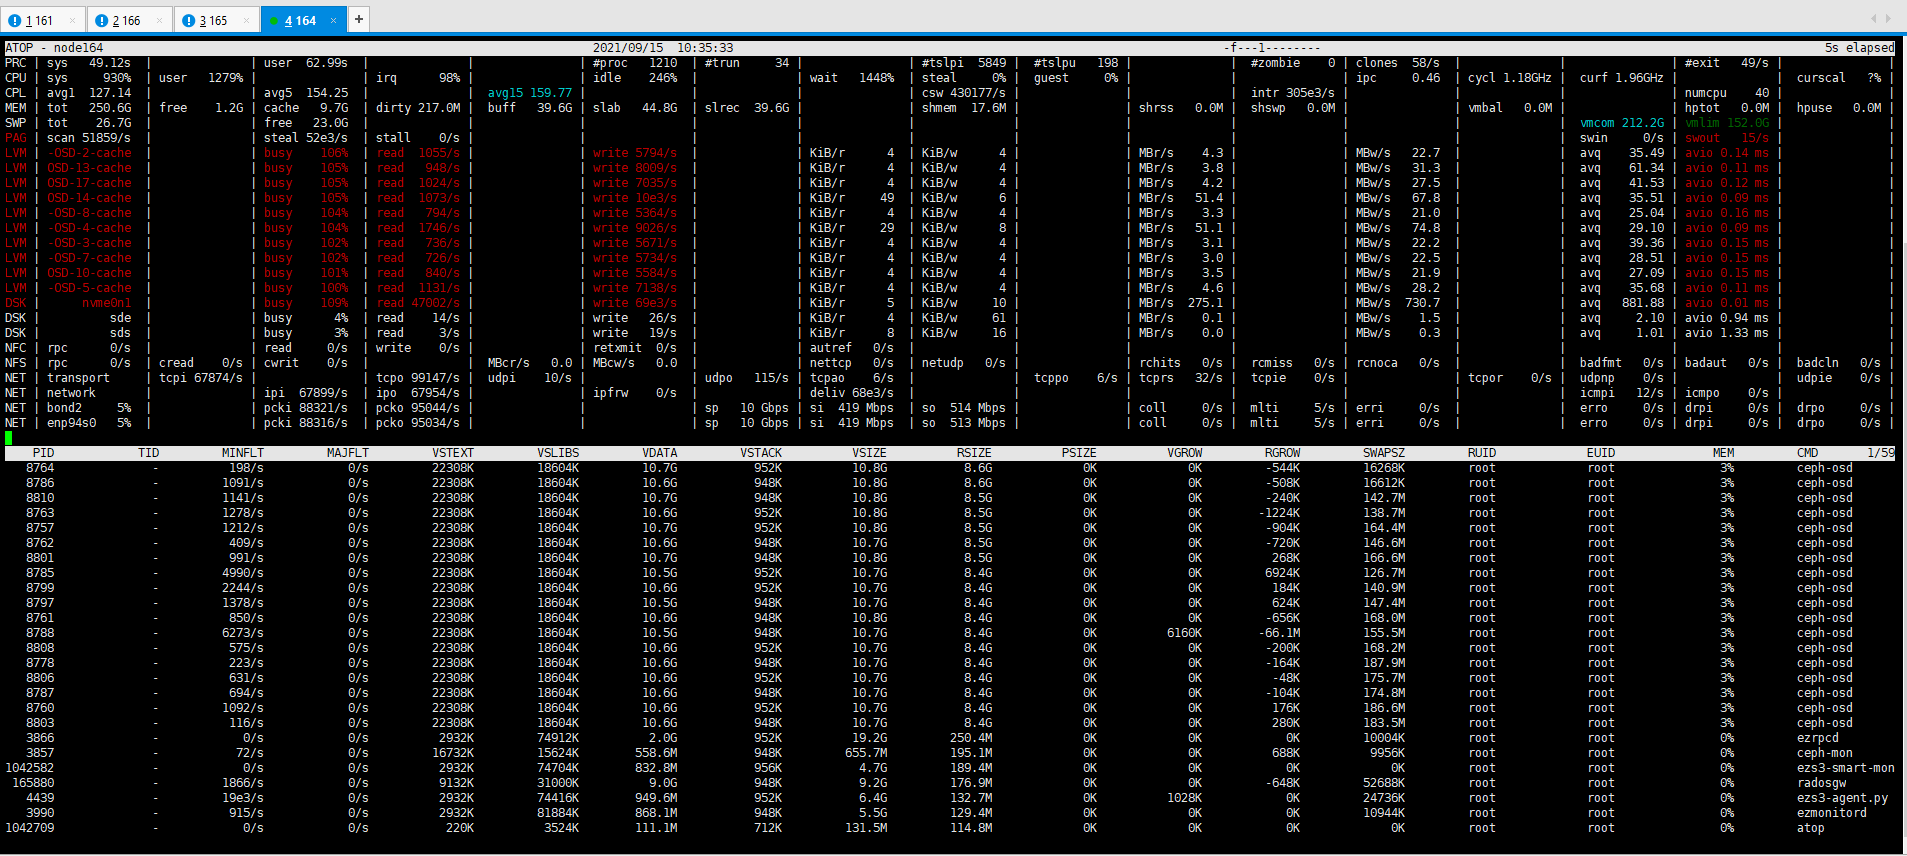 1 161 × 2 166 × 3 165 × 4 164 × +
ATOP - node164 2021/09/15 10:35:33 -f---1-------- 5s elapsed
PRC | sys 49.12s | | user 62.99s | | | #proc 1210 | #trun 34 | | #tslpi 5849 | #tslpu 198 | | #zombie 0 | clones 58/s | | | #exit 49/s | |
CPU | sys 930% | user 1279% | | irq 98% | | idle 246% | | wait 1448% | steal 0% | guest 0% | | | ipc 0.46 | cycl 1.18GHz | curf 1.96GHz | | curscal ?% |
CPL | avg1 127.14 | | avg5 154.25 | | avg15 159.77 | | | | csw 430177/s | | | intr 305e3/s | | | | numcpu 40 | |
MEM | tot 250.6G | free 1.2G | cache 9.7G | dirty 217.0M | buff 39.6G | slab 44.8G | slrec 39.6G | | shmem 17.6M | | shrss 0.0M | shswp 0.0M | | vmbal 0.0M | | hptot 0.0M | hpuse 0.0M |
SWP | tot 26.7G | | free 23.0G | | | | | | | | | | | | vmcom 212.2G | vmlim 152.0G | |
PAG | scan 51859/s | | steal 52e3/s | stall 0/s | | | | | | | | | | | swin 0/s | swout 15/s | |
LVM | -OSD-2-cache | | busy 106% | read 1055/s | | write 5794/s | | KiB/r 4 | KiB/w 4 | | MBr/s 4.3 | | MBw/s 22.7 | | avq 35.49 | avio 0.14 ms | |
LVM | OSD-13-cache | | busy 105% | read 948/s | | write 8009/s | | KiB/r 4 | KiB/w 4 | | MBr/s 3.8 | | MBw/s 31.3 | | avq 61.34 | avio 0.11 ms | |
LVM | OSD-17-cache | | busy 105% | read 1024/s | | write 7035/s | | KiB/r 4 | KiB/w 4 | | MBr/s 4.2 | | MBw/s 27.5 | | avq 41.53 | avio 0.12 ms | |
LVM | OSD-14-cache | | busy 105% | read 1073/s | | write 10e3/s | | KiB/r 49 | KiB/w 6 | | MBr/s 51.4 | | MBw/s 67.8 | | avq 35.51 | avio 0.09 ms | |
LVM | -OSD-8-cache | | busy 104% | read 794/s | | write 5364/s | | KiB/r 4 | KiB/w 4 | | MBr/s 3.3 | | MBw/s 21.0 | | avq 25.04 | avio 0.16 ms | |
LVM | -OSD-4-cache | | busy 104% | read 1746/s | | write 9026/s | | KiB/r 29 | KiB/w 8 | | MBr/s 51.1 | | MBw/s 74.8 | | avq 29.10 | avio 0.09 ms | |
LVM | -OSD-3-cache | | busy 102% | read 736/s | | write 5671/s | | KiB/r 4 | KiB/w 4 | | MBr/s 3.1 | | MBw/s 22.2 | | avq 39.36 | avio 0.15 ms | |
LVM | -OSD-7-cache | | busy 102% | read 726/s | | write 5734/s | | KiB/r 4 | KiB/w 4 | | MBr/s 3.0 | | MBw/s 22.5 | | avq 28.51 | avio 0.15 ms | |
LVM | OSD-10-cache | | busy 101% | read 840/s | | write 5584/s | | KiB/r 4 | KiB/w 4 | | MBr/s 3.5 | | MBw/s 21.9 | | avq 27.09 | avio 0.15 ms | |
LVM | -OSD-5-cache | | busy 100% | read 1131/s | | write 7138/s | | KiB/r 4 | KiB/w 4 | | MBr/s 4.6 | | MBw/s 28.2 | | avq 35.68 | avio 0.11 ms | |
DSK | nvme0n1 | | busy 109% | read 47002/s | | write 69e3/s | | KiB/r 5 | KiB/w 10 | | MBr/s 275.1 | | MBw/s 730.7 | | avq 881.88 | avio 0.01 ms | |
DSK | sde | | busy 4% | read 14/s | | write 26/s | | KiB/r 4 | KiB/w 61 | | MBr/s 0.1 | | MBw/s 1.5 | | avq 2.10 | avio 0.94 ms | |
DSK | sds | | busy 3% | read 3/s | | write 19/s | | KiB/r 8 | KiB/w 16 | | MBr/s 0.0 | | MBw/s 0.3 | | avq 1.01 | avio 1.33 ms | |
NFC | rpc 0/s | | read 0/s | write 0/s | | retxmit 0/s | | autref 0/s | | | | | | | | | |
NFS | rpc 0/s | cread 0/s | cwrit 0/s | | MBcr/s 0.0 | MBcw/s 0.0 | | nettcp 0/s | netudp 0/s | | rchits 0/s | rcmiss 0/s | rcnoca 0/s | | badfmt 0/s | badaut 0/s | badcln 0/s |
NET | transport | tcpi 67874/s | | tcpo 99147/s | udpi 10/s | | udpo 115/s | tcpao 6/s | | tcppo 6/s | tcprs 32/s | tcpie 0/s | | tcpor 0/s | udpnp 0/s | | udpie 0/s |
NET | network | | ipi 67899/s | ipo 67954/s | | ipfrw 0/s | | deliv 68e3/s | | | | | | | icmpi 12/s | icmpo 0/s | |
NET | bond2 5% | | pcki 88321/s | pcko 95044/s | | | sp 10 Gbps | si 419 Mbps | so 514 Mbps | | coll 0/s | mlti 5/s | erri 0/s | | erro 0/s | drpi 0/s | drpo 0/s |
NET | enp94s0 5% | | pcki 88316/s | pcko 95034/s | | | sp 10 Gbps | si 419 Mbps | so 513 Mbps | | coll 0/s | mlti 5/s | erri 0/s | | erro 0/s | drpi 0/s | drpo 0/s |
PID TID MINFLT MAJFLT VSTEXT VSLIBS VDATA VSTACK VSIZE RSIZE PSIZE VGROW RGROW SWAPSZ RUID EUID MEM CMD 1/59
8764 - 198/s 0/s 22308K 18604K 10.7G 952K 10.8G 8.6G 0K 0K -544K 16268K root root 3% ceph-osd
8786 - 1091/s 0/s 22308K 18604K 10.6G 948K 10.8G 8.6G 0K 0K -508K 16612K root root 3% ceph-osd
8810 - 1141/s 0/s 22308K 18604K 10.7G 948K 10.8G 8.5G 0K 0K -240K 142.7M root root 3% ceph-osd
8763 - 1278/s 0/s 22308K 18604K 10.6G 948K 10.8G 8.5G 0K 0K -1224K 138.7M root root 3% ceph-osd
8757 - 1212/s 0/s 22308K 18604K 10.7G 948K 10.8G 8.5G 0K 0K -904K 164.4M root root 3% ceph-osd
8762 - 409/s 0/s 22308K 18604K 10.6G 948K 10.7G 8.5G 0K 0K -720K 146.6M root root 3% ceph-osd
8801 - 991/s 0/s 22308K 18604K 10.7G 948K 10.8G 8.5G 0K 0K 268K 166.6M root root 3% ceph-osd
8785 - 4990/s 0/s 22308K 18604K 10.5G 952K 10.7G 8.4G 0K 0K 6924K 126.7M root root 3% ceph-osd
8799 - 2244/s 0/s 22308K 18604K 10.6G 952K 10.7G 8.4G 0K 0K 184K 140.9M root root 3% ceph-osd
8797 - 1378/s 0/s 22308K 18604K 10.5G 948K 10.7G 8.4G 0K 0K 624K 147.4M root root 3% ceph-osd
8761 - 850/s 0/s 22308K 18604K 10.6G 948K 10.7G 8.4G 0K 0K -656K 168.0M root root 3% ceph-osd
8788 - 6273/s 0/s 22308K 18604K 10.5G 948K 10.7G 8.4G 0K 6160K -66.1M 155.5M root root 3% ceph-osd
8808 - 575/s 0/s 22308K 18604K 10.6G 952K 10.7G 8.4G 0K 0K -200K 168.2M root root 3% ceph-osd
8778 - 223/s 0/s 22308K 18604K 10.6G 952K 10.7G 8.4G 0K 0K -164K 187.9M root root 3% ceph-osd
8806 - 631/s 0/s 22308K 18604K 10.6G 952K 10.7G 8.4G 0K 0K -48K 175.7M root root 3% ceph-osd
8787 - 694/s 0/s 22308K 18604K 10.6G 948K 10.7G 8.4G 0K 0K -104K 174.8M root root 3% ceph-osd
8760 - 1092/s 0/s 22308K 18604K 10.6G 952K 10.7G 8.4G 0K 0K 176K 186.6M root root 3% ceph-osd
8803 - 116/s 0/s 22308K 18604K 10.6G 948K 10.7G 8.4G 0K 0K 280K 183.5M root root 3% ceph-osd
3866 - 0/s 0/s 2932K 74912K 2.0G 952K 19.2G 250.4M 0K 0K 0K 10004K root root 0% ezrpcd
3857 - 72/s 0/s 16732K 15624K 558.6M 948K 655.7M 195.1M 0K 0K 688K 9956K root root 0% ceph-mon
1042582 - 0/s 0/s 2932K 74704K 832.8M 956K 4.7G 189.4M 0K 0K 0K 0K root root 0% ezs3-smart-mon
165880 - 1866/s 0/s 9132K 31000K 9.0G 948K 9.2G 176.9M 0K 0K -648K 52688K root root 0% radosgw
4439 - 19e3/s 0/s 2932K 74416K 949.6M 952K 6.4G 132.7M 0K 1028K 0K 24736K root root 0% ezs3-agent.py
3990 - 915/s 0/s 2932K 81884K 868.1M 948K 5.5G 129.4M 0K 0K 0K 10944K root root 0% ezmonitord
1042709 - 0/s 0/s 220K 3524K 111.1M 712K 131.5M 114.8M 0K 0K 0K 0K root root 0% atop